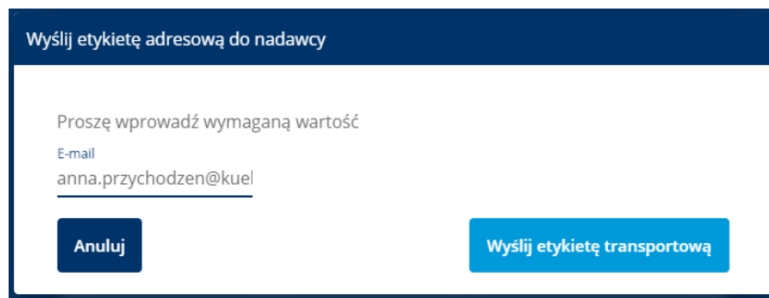 Wyślij etykietę adresową do nadawcy
Proszę wprowadź wymaganą wartość
E-mail
anna.przychodzen@kuel
Anuluj
Wyślij etykietę transportową